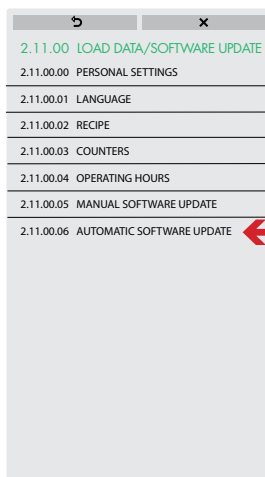 2.11.00 LOAD DATA/SOFTWARE UPDATE
2.11.00.00 PERSONAL SETTINGS
2.11.00.01 LANGUAGE
2.11.00.02 RECIPE
2.11.00.03 COUNTERS
2.11.00.04 OPERATING HOURS
2.11.00.05 MANUAL SOFTWARE UPDATE
2.11.00.06 AUTOMATIC SOFTWARE UPDATE